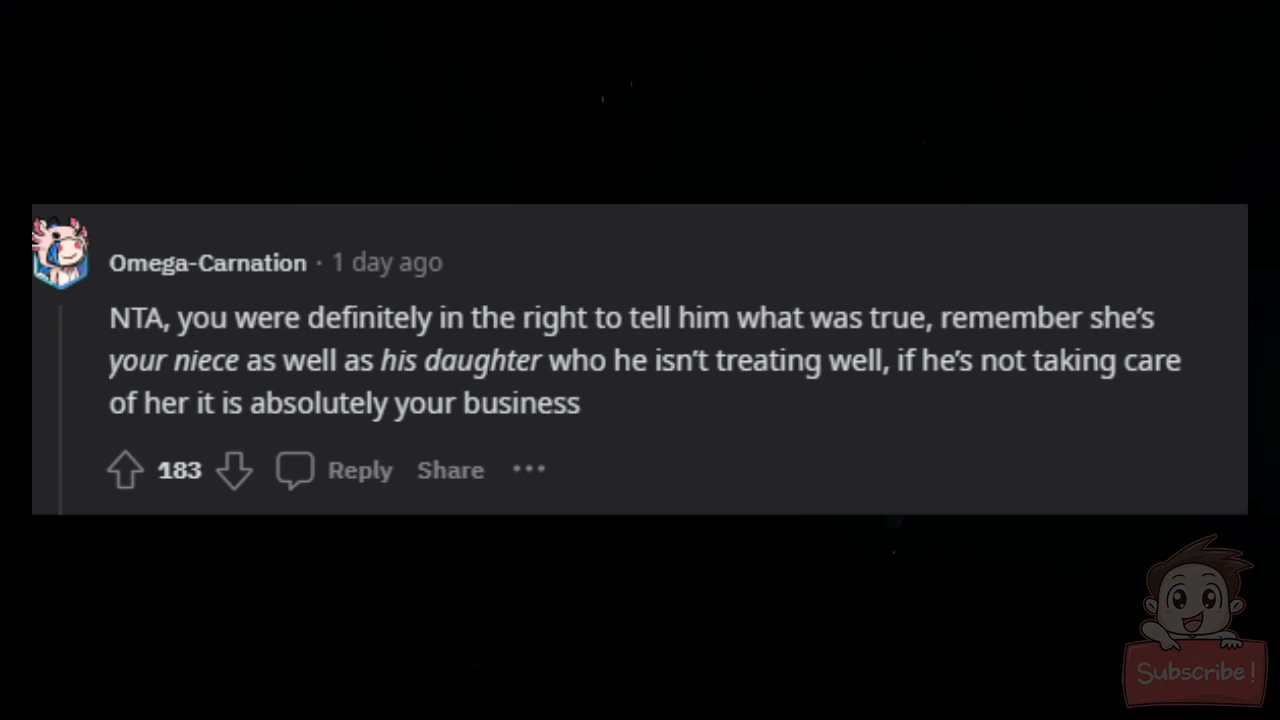 Omega-Carnation · 1 day ago
NTA, you were definitely in the right to tell him what was true, remember she’s
your niece as well as his daughter who he isn’t treating well, if he’s not taking care
of her it is absolutely your business
183 Reply Share ···
Subscribe!